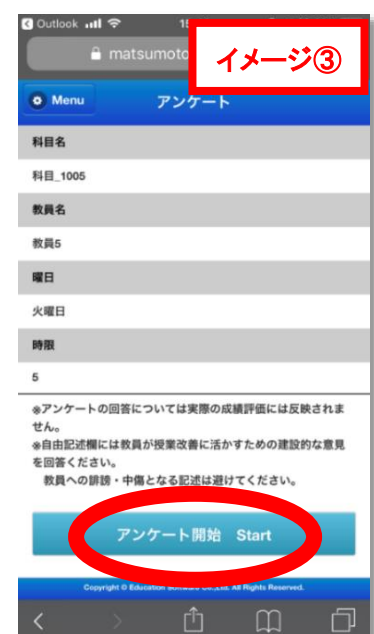 Outlook
イメージ③
matsumoto
Menu
アンケート
科目名
科目_1005
教員名
教員5
曜日
火曜日
時限
5
※アンケートの回答については実際の成績評価には反映されま
せん。
※自由記述欄には教員が授業改善に活かすための建設的な意見
を回答ください。
教員への誹謗・中傷となる記述は避けてください。
アンケート開始 Start
Copyright © Education Software Co.,Ltd. All Rights Reserved.